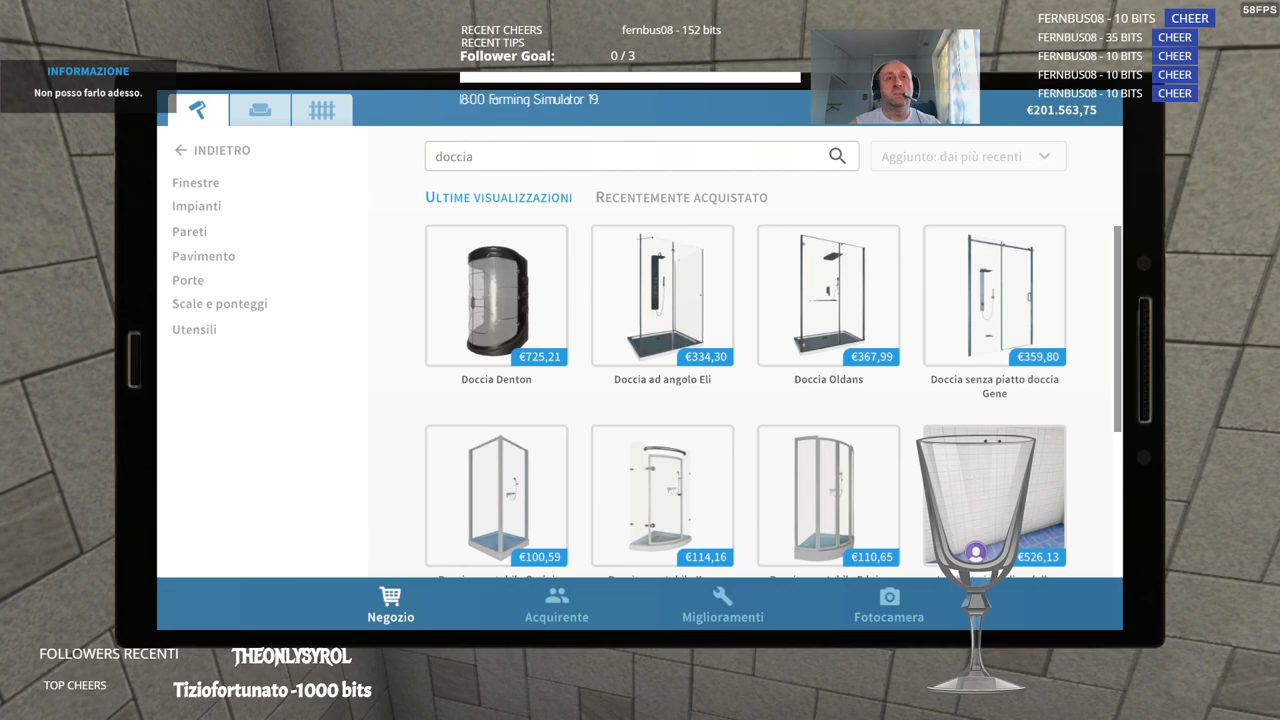 58FPS
RECENT CHEERS fernbus08 - 152 bits
RECENT TIPS
Follower Goal: 0 / 3
18:00 Farming Simulator 19.
FERNBUS08 - 10 BITS CHEER
FERNBUS08 - 35 BITS CHEER
FERNBUS08 - 10 BITS CHEER
FERNBUS08 - 10 BITS CHEER
FERNBUS08 - 10 BITS CHEER
€201.563,75
INFORMAZIONE
Non posso farlo adesso.
INDIETRO
Finestre
Impianti
Pareti
Pavimento
Porte
Scale e ponteggi
Utensili
doccia
Aggiunto: dai più recenti
ULTIME VISUALIZZAZIONI RECENTEMENTE ACQUISTATO
€725,21 €334,30 €367,99 €359,80
Doccia Denton Doccia ad angolo Eli Doccia Oldans Doccia senza piatto doccia
Gene
€100,59 €114,16 €110,65 €526,13
Negozio Acquirente Miglioramenti Fotocamera
FOLLOWERS RECENTI THEONLYSYROL
TOP CHEERS Tiziofortunato -1000 bits